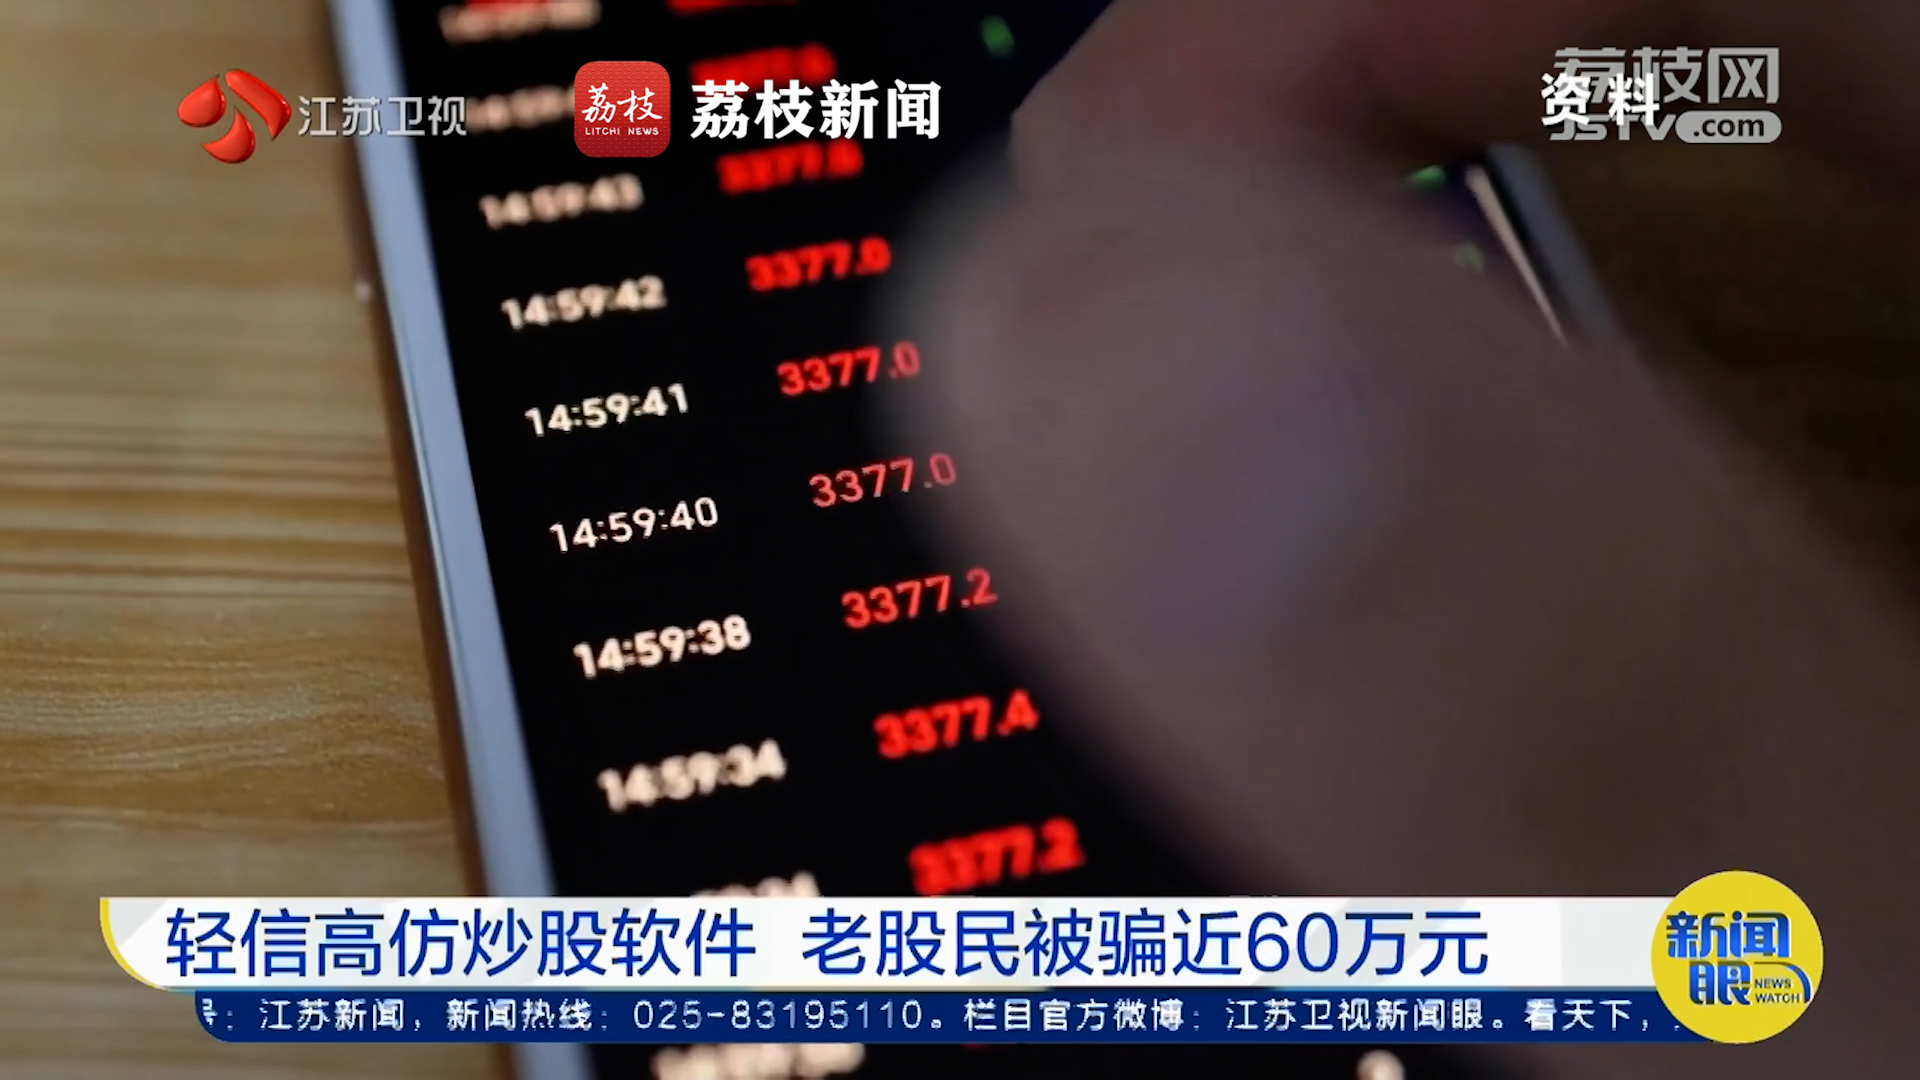 江苏卫视
荔枝
LITCHI NEWS
荔枝新闻
荔枝网
JSTV.com
资料
3377.6
14:59:43 3377.6
14:59:42 3377.0
14:59:41 3377.0
14:59:40 3377.0
14:59:38 3377.2
14:59:34 3377.4
3377.2
轻信高仿炒股软件 老股民被骗近60万元
新闻眼
NEWS WATCH
号：江苏新闻，新闻热线：025-83195110。栏目官方微博：江苏卫视新闻眼。看天下，